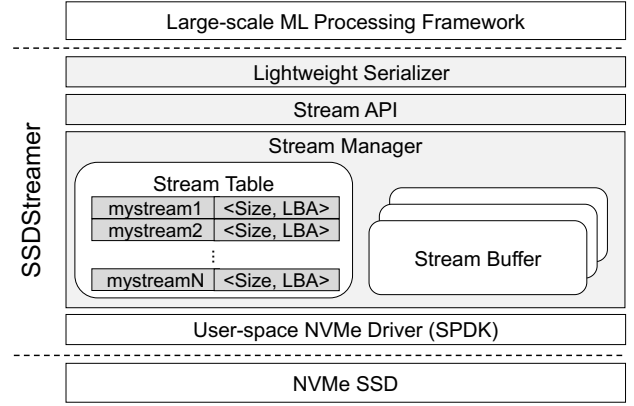 Large-scale ML Processing Framework
SSDStreamer
Lightweight Serializer
Stream API
Stream Manager
Stream Table
mystream1 <Size, LBA>
mystream2 <Size, LBA>
⋮
mystreamN <Size, LBA>
Stream Buffer
User-space NVMe Driver (SPDK)
NVMe SSD